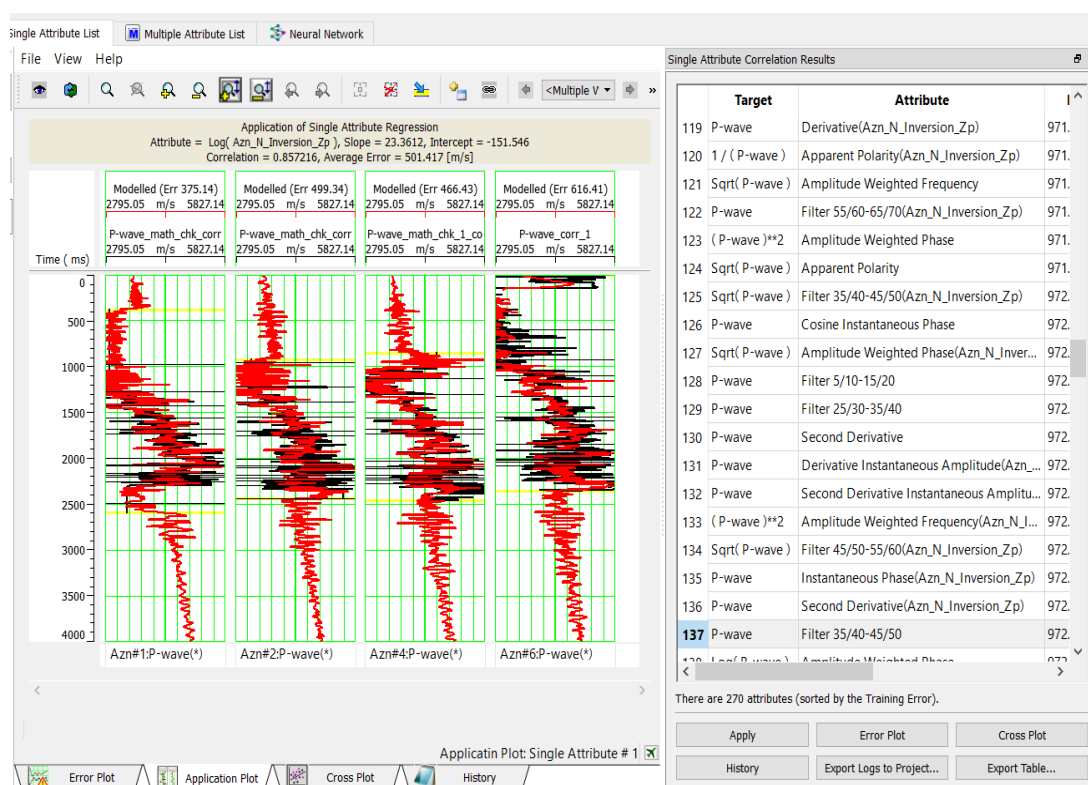 Single Attribute List
Multiple Attribute List
Neural Network
File View Help
<Multiple V
»
Application of Single Attribute Regression
Attribute = Log( Azn_N_Inversion_Zp ), Slope = 23.3612, Intercept = -151.546
Correlation = 0.857216, Average Error = 501.417 [m/s]
Modelled (Err 375.14) Modelled (Err 499.34) Modelled (Err 466.43) Modelled (Err 616.41)
2795.05 m/s 5827.14 2795.05 m/s 5827.14 2795.05 m/s 5827.14 2795.05 m/s 5827.14
P-wave_math_chk_corr P-wave_math_chk_corr P-wave_math_chk_1_co P-wave_corr_1
2795.05 m/s 5827.14 2795.05 m/s 5827.14 2795.05 m/s 5827.14 2795.05 m/s 5827.14
Time ( ms)
0
500
1000
1500
2000
2500
3000
3500
4000
Azn#1:P-wave(*) Azn#2:P-wave(*) Azn#4:P-wave(*) Azn#6:P-wave(*)
Applicatin Plot: Single Attribute # 1
Error Plot Application Plot Cross Plot History
Single Attribute Correlation Results
Target Attribute
119 P-wave Derivative(Azn_N_Inversion_Zp) 971.
120 1 / ( P-wave ) Apparent Polarity(Azn_N_Inversion_Zp) 971.
121 Sqrt( P-wave ) Amplitude Weighted Frequency 971.
122 P-wave Filter 55/60-65/70(Azn_N_Inversion_Zp) 971.
123 ( P-wave )**2 Amplitude Weighted Phase 971.
124 Sqrt( P-wave ) Apparent Polarity 971.
125 Sqrt( P-wave ) Filter 35/40-45/50(Azn_N_Inversion_Zp) 972.
126 P-wave Cosine Instantaneous Phase 972.
127 Sqrt( P-wave ) Amplitude Weighted Phase(Azn_N_Inver... 972.
128 P-wave Filter 5/10-15/20 972.
129 P-wave Filter 25/30-35/40 972.
130 P-wave Second Derivative 972.
131 P-wave Derivative Instantaneous Amplitude(Azn_... 972.
132 P-wave Second Derivative Instantaneous Amplitu... 972.
133 ( P-wave )**2 Amplitude Weighted Frequency(Azn_N_I... 972.
134 Sqrt( P-wave ) Filter 45/50-55/60(Azn_N_Inversion_Zp) 972.
135 P-wave Instantaneous Phase(Azn_N_Inversion_Zp) 972.
136 P-wave Second Derivative(Azn_N_Inversion_Zp) 972.
137 P-wave Filter 35/40-45/50 972.
138 Log( P-wave ) Amplitude Weighted Phase 972.
There are 270 attributes (sorted by the Training Error).
Apply Error Plot Cross Plot
History Export Logs to Project... Export Table...